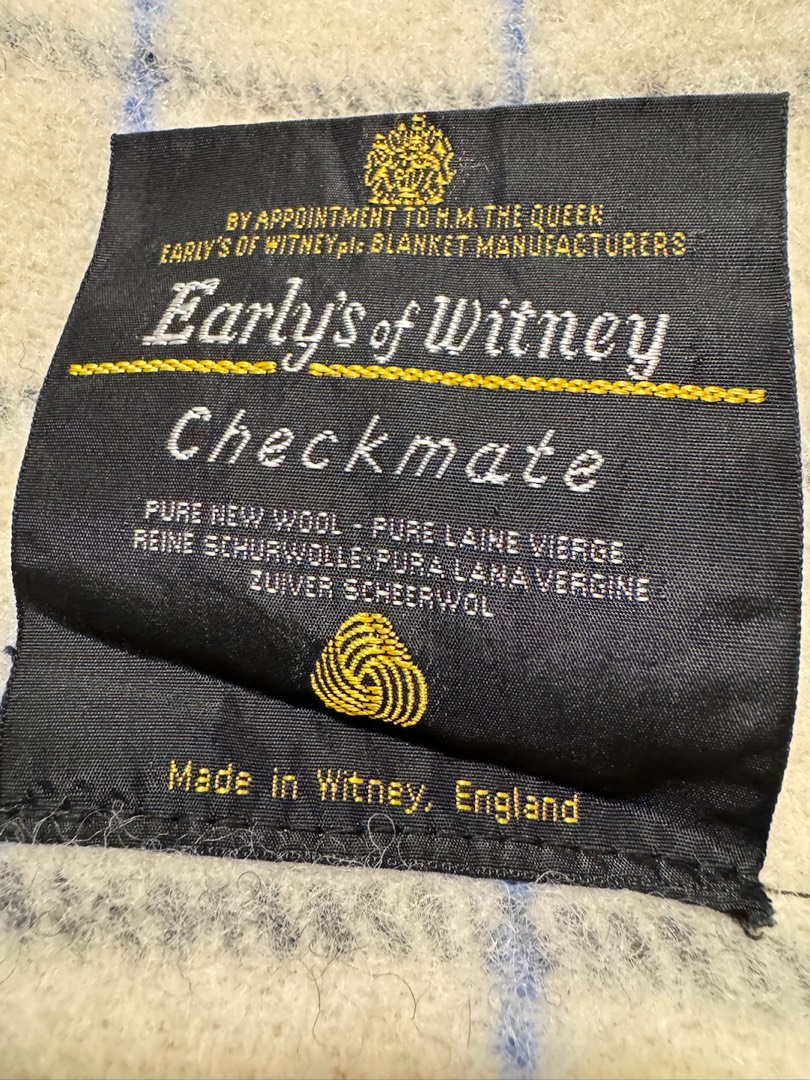 BY APPOINTMENT TO H.M. THE QUEEN
EARLY'S OF WITNEY plc BLANKET MANUFACTURERS
Early's of Witney
Checkmate
PURE NEW WOOL - PURE LAINE VIERGE
REINE SCHURWOLLE-PURA LANA VERGINE
ZUIVER SCHEERWOL
Made in Witney, England